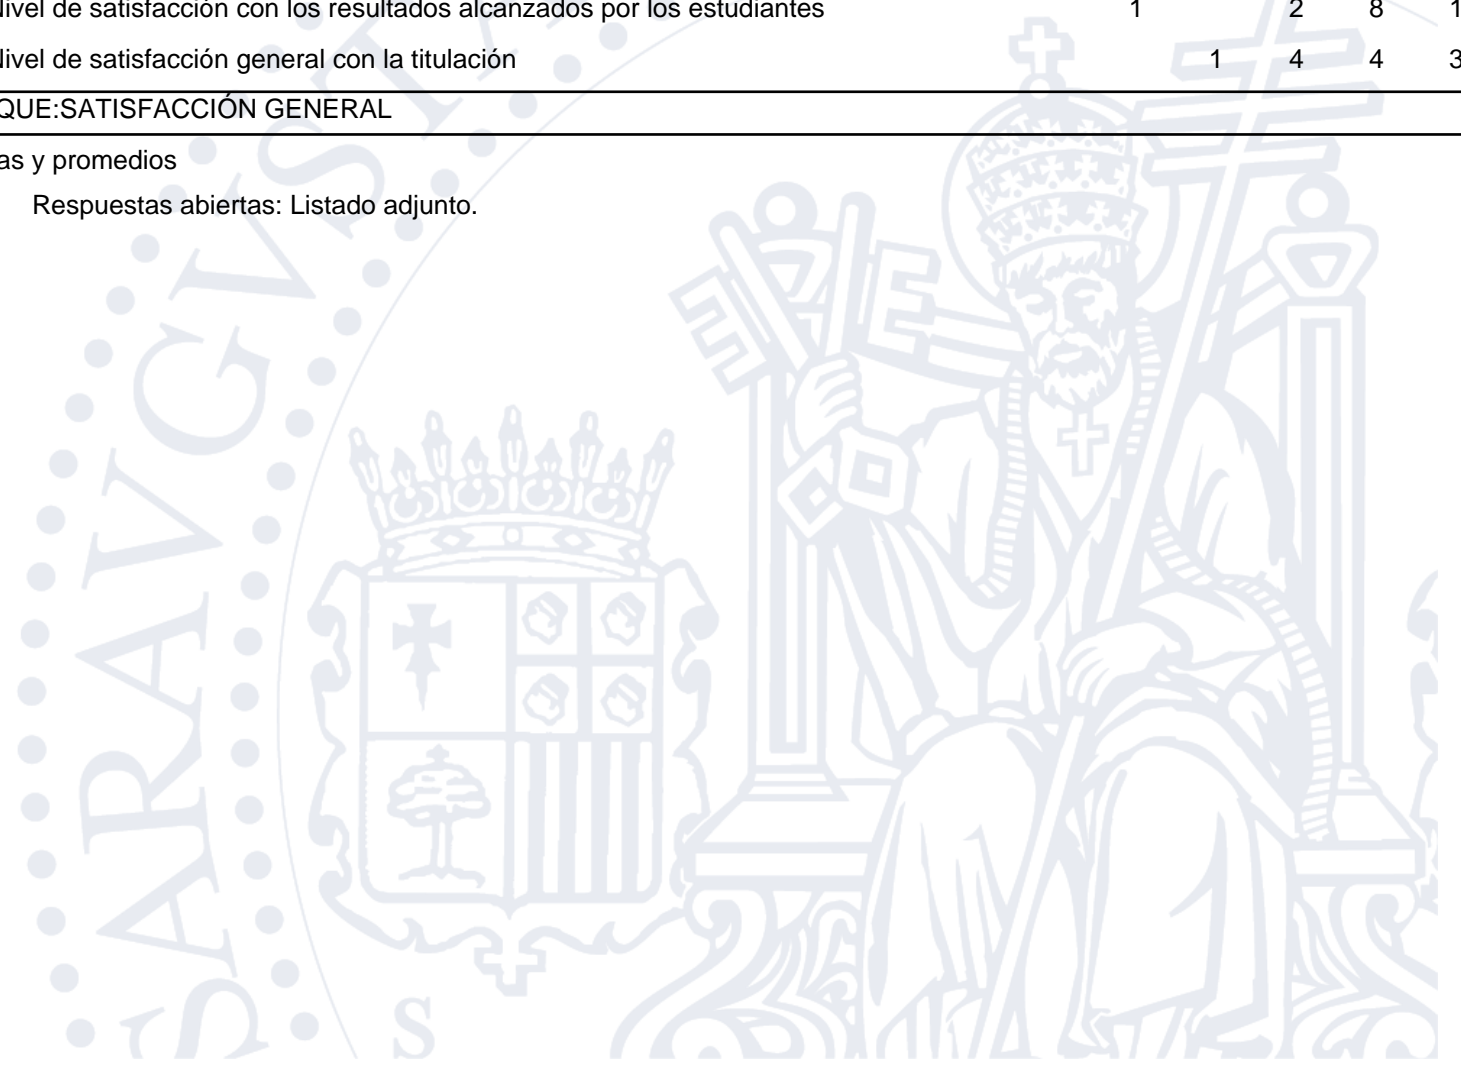 Nivel de satisfacción con los resultados alcanzados por los estudiantes 1 2 8 1
Nivel de satisfacción general con la titulación 1 4 4 3
QUE:SATISFACCIÓN GENERAL
as y promedios
Respuestas abiertas: Listado adjunto.
SARAVGVSTA
S